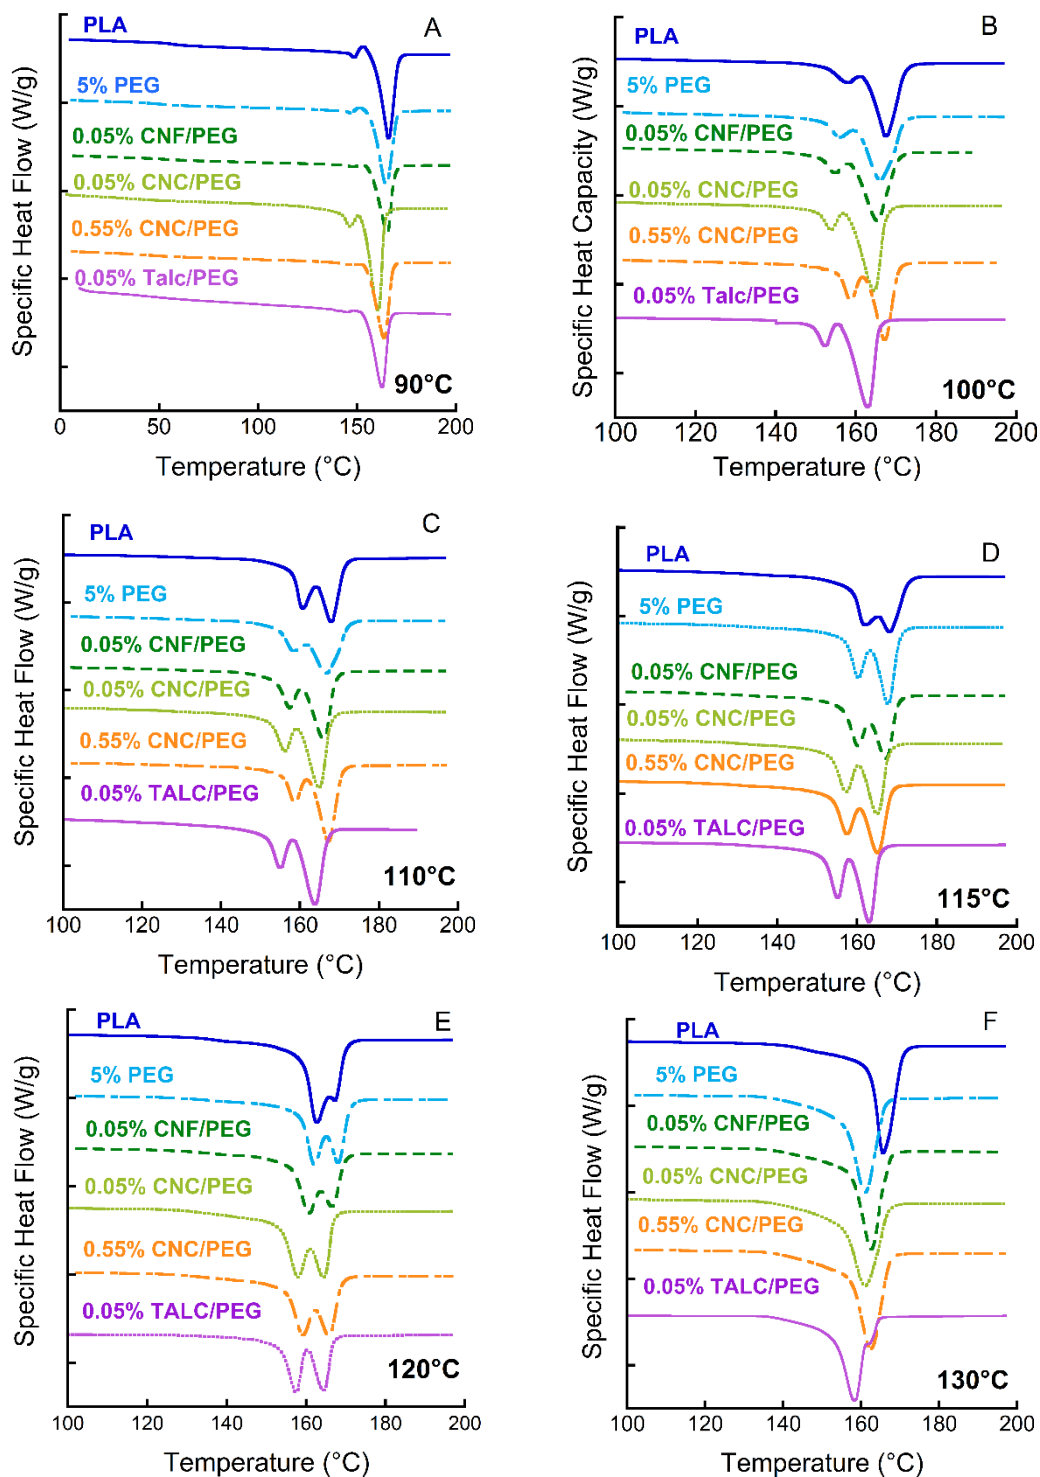 PLA
A
5% PEG
0.05% CNF/PEG
0.05% CNC/PEG
0.55% CNC/PEG
0.05% Talc/PEG
90°C
Specific Heat Flow (W/g)
0 50 100 150 200
Temperature (°C)
PLA
B
5% PEG
0.05% CNF/PEG
0.05% CNC/PEG
0.55% CNC/PEG
0.05% Talc/PEG
100°C
Specific Heat Capacity (W/g)
100 120 140 160 180 200
Temperature (°C)
PLA
C
5% PEG
0.05% CNF/PEG
0.05% CNC/PEG
0.55% CNC/PEG
0.05% TALC/PEG
110°C
Specific Heat Flow (W/g)
100 120 140 160 180 200
Temperature (°C)
PLA
D
5% PEG
0.05% CNF/PEG
0.05% CNC/PEG
0.55% CNC/PEG
0.05% TALC/PEG
115°C
Specific Heat Flow (W/g)
100 120 140 160 180 200
Temperature (°C)
PLA
E
5% PEG
0.05% CNF/PEG
0.05% CNC/PEG
0.55% CNC/PEG
0.05% TALC/PEG
120°C
Specific Heat Flow (W/g)
100 120 140 160 180 200
Temperature (°C)
PLA
F
5% PEG
0.05% CNF/PEG
0.05% CNC/PEG
0.55% CNC/PEG
0.05% TALC/PEG
130°C
Specific Heat Flow (W/g)
100 120 140 160 180 200
Temperature (°C)